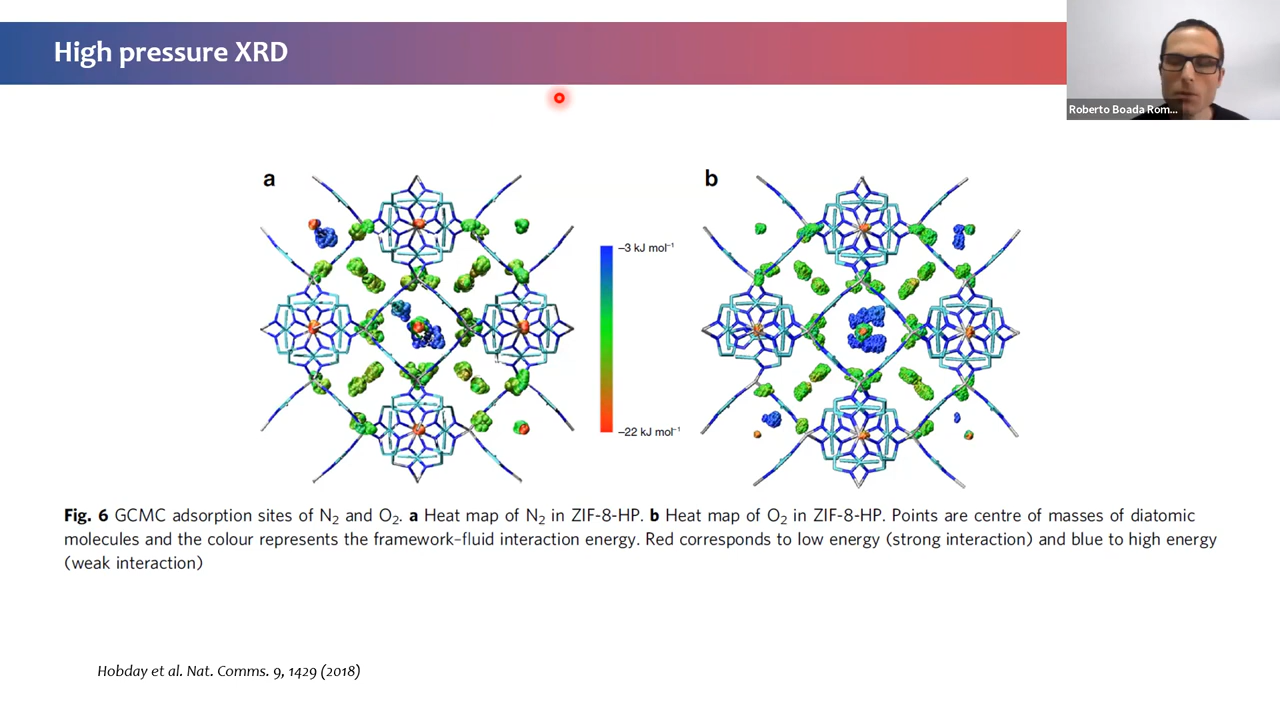 High pressure XRD
Roberto Boada Rom...
a
b
−3 kJ mol⁻¹
−22 kJ mol⁻¹
Fig. 6 GCMC adsorption sites of N₂ and O₂. a Heat map of N₂ in ZIF-8-HP. b Heat map of O₂ in ZIF-8-HP. Points are centre of masses of diatomic
molecules and the colour represents the framework–fluid interaction energy. Red corresponds to low energy (strong interaction) and blue to high energy
(weak interaction)
Hobday et al. Nat. Comms. 9, 1429 (2018)